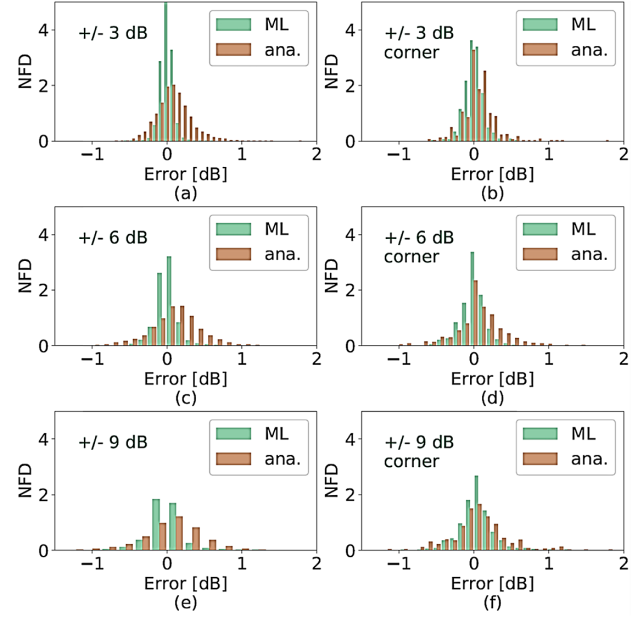 +/- 3 dB
ML
ana.
NFD
4
2
0
−1
0
1
2
Error [dB]
(a)
+/- 3 dB
corner
ML
ana.
NFD
4
2
0
−1
0
1
2
Error [dB]
(b)
+/- 6 dB
ML
ana.
NFD
4
2
0
−1
0
1
2
Error [dB]
(c)
+/- 6 dB
corner
ML
ana.
NFD
4
2
0
−1
0
1
2
Error [dB]
(d)
+/- 9 dB
ML
ana.
NFD
4
2
0
−1
0
1
2
Error [dB]
(e)
+/- 9 dB
corner
ML
ana.
NFD
4
2
0
−1
0
1
2
Error [dB]
(f)